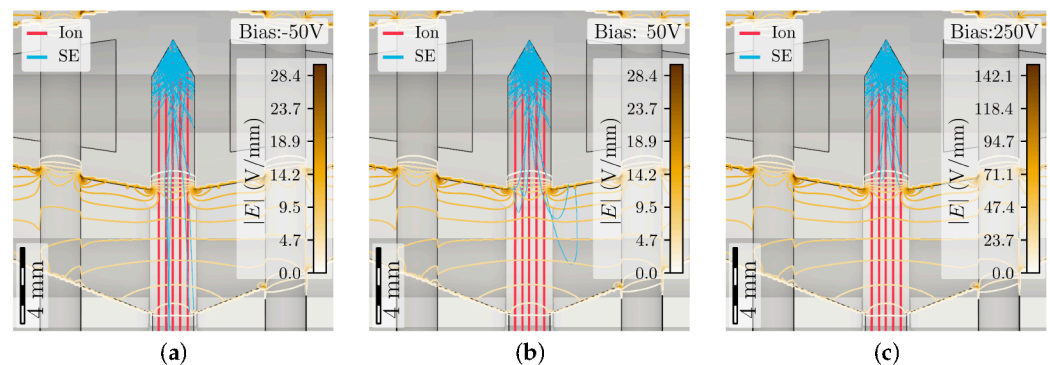 Ion
SE
Bias:-50V
28.4
23.7
18.9
14.2
9.5
4.7
0.0
|E| (V/mm)
4 mm
(a)
Ion
SE
Bias: 50V
28.4
23.7
18.9
14.2
9.5
4.7
0.0
|E| (V/mm)
4 mm
(b)
Ion
SE
Bias:250V
142.1
118.4
94.7
71.1
47.4
23.7
0.0
|E| (V/mm)
4 mm
(c)